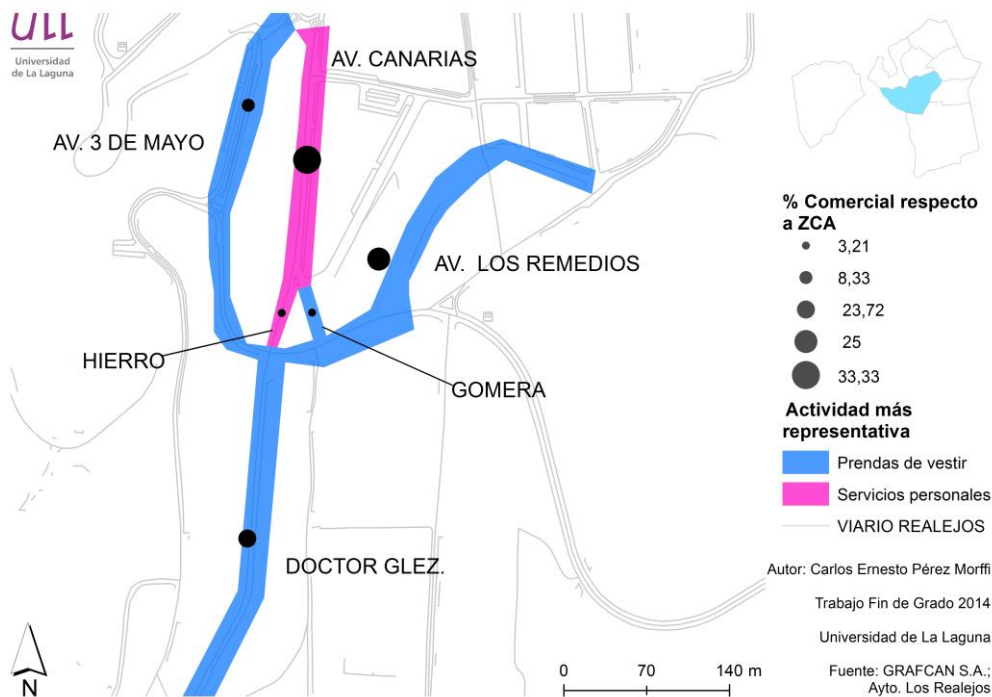 ULL
Universidad
de La Laguna
AV. CANARIAS
AV. 3 DE MAYO
AV. LOS REMEDIOS
HIERRO
GOMERA
DOCTOR GLEZ.
% Comercial respecto
a ZCA
3,21
8,33
23,72
25
33,33
Actividad más
representativa
Prendas de vestir
Servicios personales
VIARIO REALEJOS
Autor: Carlos Ernesto Pérez Morffi
Trabajo Fin de Grado 2014
Universidad de La Laguna
Fuente: GRAFCAN S.A.;
Ayto. Los Realejos
N
0 70 140 m